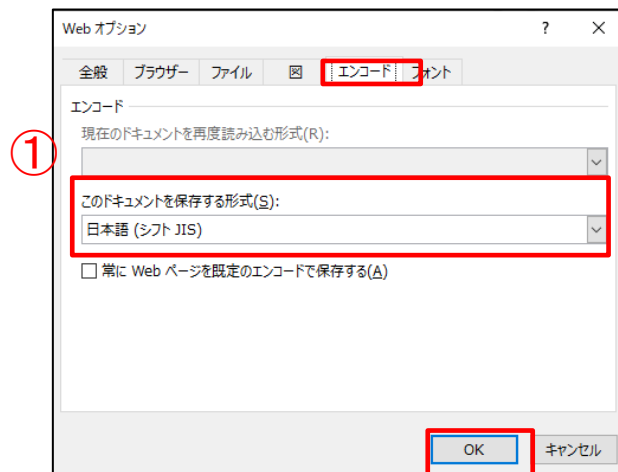 Web オプション ? ×
全般 ブラウザー ファイル 図 エンコード フォント
エンコード
現在のドキュメントを再度読み込む形式(R):
①
このドキュメントを保存する形式(S):
日本語 (シフト JIS)
常に Web ページを既定のエンコードで保存する(A)
OK キャンセル